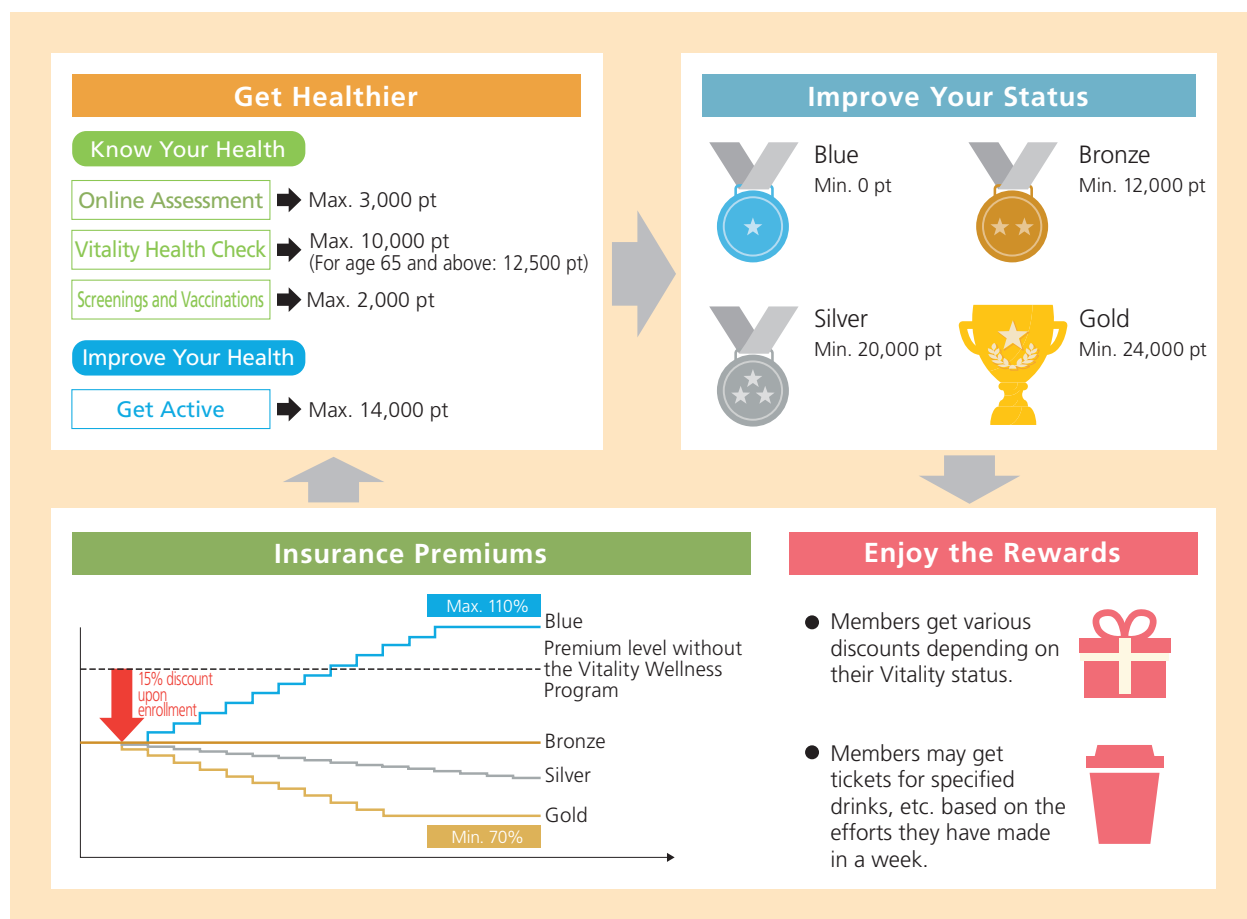 Get Healthier
Know Your Health
Online Assessment
Max. 3,000 pt
Vitality Health Check
Max. 10,000 pt
(For age 65 and above: 12,500 pt)
Screenings and Vaccinations
Max. 2,000 pt
Improve Your Health
Get Active
Max. 14,000 pt
Improve Your Status
Blue
Min. 0 pt
Bronze
Min. 12,000 pt
Silver
Min. 20,000 pt
Gold
Min. 24,000 pt
Insurance Premiums
Max. 110%
Blue
Premium level without
the Vitality Wellness
Program
15% discount
upon
enrollment
Bronze
Silver
Gold
Min. 70%
Enjoy the Rewards
● Members get various
discounts depending on
their Vitality status.
● Members may get
tickets for specified
drinks, etc. based on the
efforts they have made
in a week.